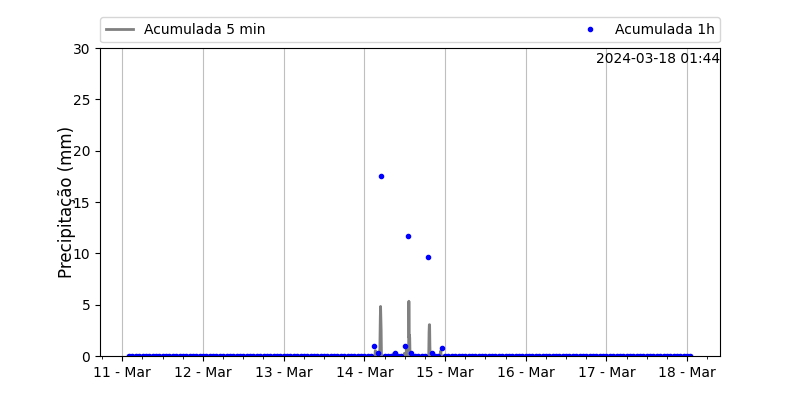 Acumulada 5 min
Acumulada 1h
2024-03-18 01:44
Precipitação (mm)
30
25
20
15
10
5
0
11 - Mar
12 - Mar
13 - Mar
14 - Mar
15 - Mar
16 - Mar
17 - Mar
18 - Mar